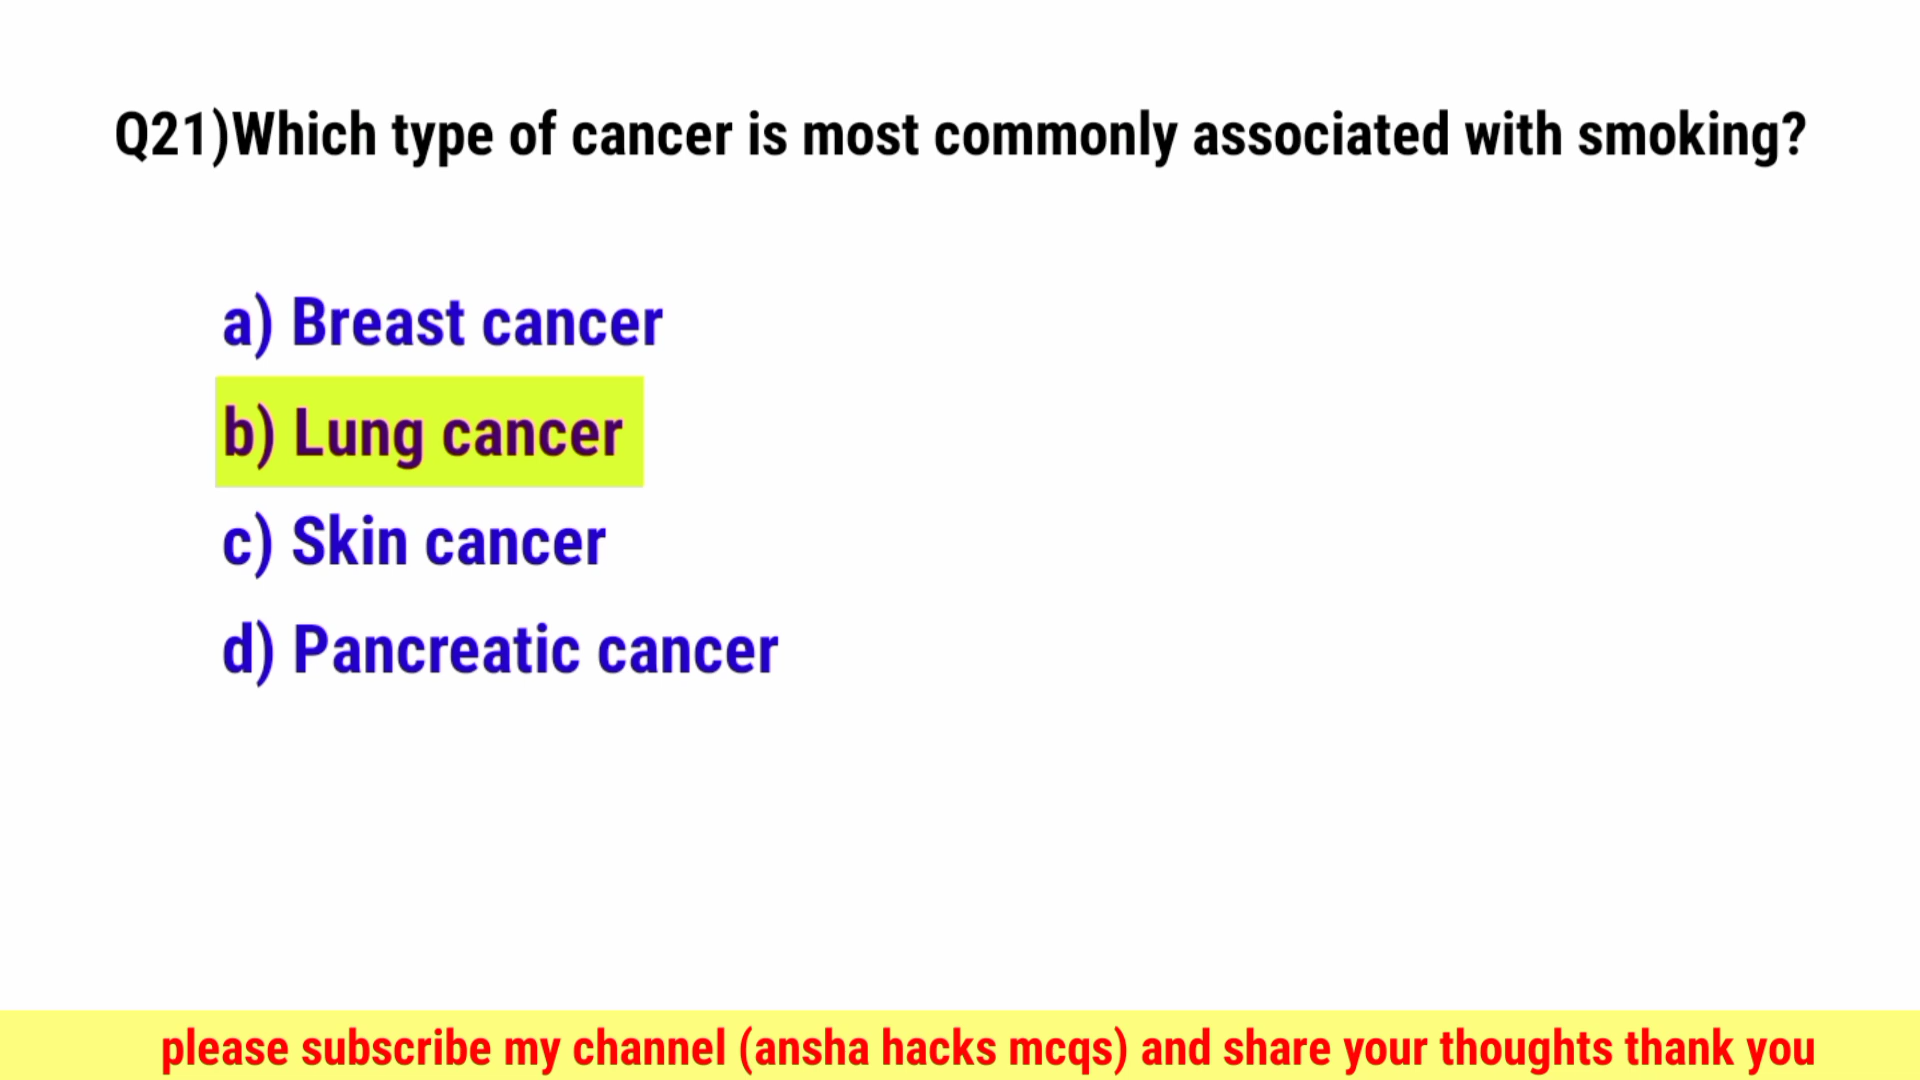 Q21)Which type of cancer is most commonly associated with smoking?
a) Breast cancer
b) Lung cancer
c) Skin cancer
d) Pancreatic cancer
please subscribe my channel (ansha hacks mcqs) and share your thoughts thank you